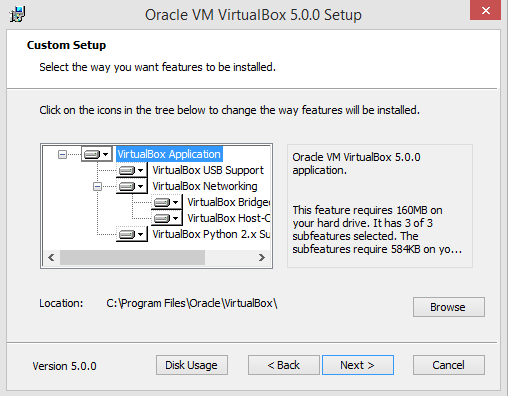 Oracle VM VirtualBox 5.0.0 Setup
Custom Setup
Select the way you want features to be installed.
Click on the icons in the tree below to change the way features will be installed.
VirtualBox Application
VirtualBox USB Support
VirtualBox Networking
VirtualBox Bridge
VirtualBox Host-C
VirtualBox Python 2.x Su
Oracle VM VirtualBox 5.0.0
application.
This feature requires 160MB on
your hard drive. It has 3 of 3
subfeatures selected. The
subfeatures require 584KB on yo...
Location: C:\Program Files\Oracle\VirtualBox\
Browse
Version 5.0.0
Disk Usage
< Back
Next >
Cancel